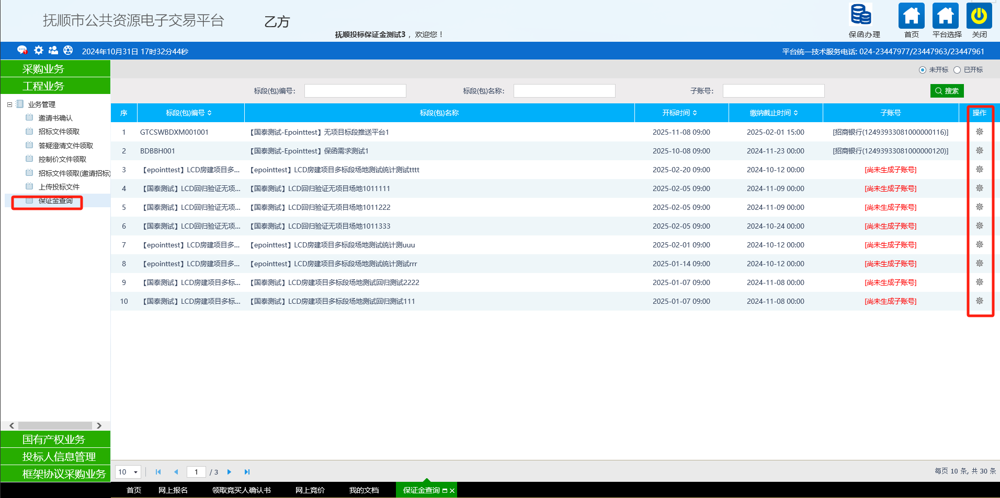 抚顺市公共资源电子交易平台
乙方
抚顺投标保证金测试3 ，欢迎您！
保函办理 首页 平台选择 关闭
2024年10月31日 17时32分44秒
平台统一技术服务电话: 024-23447977/23447963/23447961
采购业务
工程业务
业务管理
邀请书确认
招标文件领取
答疑澄清文件领取
控制价文件领取
招标文件领取(邀请招标)
上传投标文件
保证金查询
国有产权业务
投标人信息管理
框架协议采购业务
未开标 已开标
标段(包)编号: 标段(包)名称: 子账号: 搜索
序 标段(包)编号 标段(包)名称 开标时间 缴纳截止时间 子账号 操作
1 GTCSWBDXM001001 【国泰测试-Epointtest】无项目标段推送平台1 2025-11-08 09:00 2025-02-01 15:00 [招商银行(12493933081000000116)]
2 BDBBH001 【国泰测试-Epointtest】保函需求测试1 2025-10-08 09:00 2024-11-23 00:00 [招商银行(12493933081000000120)]
3 【epointtest】LCD房建项目多... 【epointtest】LCD房建项目多标段场地测试统计测试tttt 2025-02-20 09:00 2024-10-12 00:00 [尚未生成子账号]
4 【国泰测试】LCD回归验证无项... 【国泰测试】LCD回归验证无项目场地1011111 2025-02-05 09:00 2024-11-09 00:00 [尚未生成子账号]
5 【国泰测试】LCD回归验证无项... 【国泰测试】LCD回归验证无项目场地1011222 2025-02-05 09:00 2024-11-09 00:00 [尚未生成子账号]
6 【国泰测试】LCD回归验证无项... 【国泰测试】LCD回归验证无项目场地1011333 2025-02-05 09:00 2024-10-24 00:00 [尚未生成子账号]
7 【epointtest】LCD房建项目多... 【epointtest】LCD房建项目多标段场地测试统计测uuu 2025-02-01 09:00 2024-10-12 00:00 [尚未生成子账号]
8 【epointtest】LCD房建项目多... 【epointtest】LCD房建项目多标段场地测试统计测试rrr 2025-01-14 09:00 2024-10-12 00:00 [尚未生成子账号]
9 【国泰测试】LCD房建项目多标... 【国泰测试】LCD房建项目多标段场地测试回归测试2222 2025-01-07 09:00 2024-11-08 00:00 [尚未生成子账号]
10 【国泰测试】LCD房建项目多标... 【国泰测试】LCD房建项目多标段场地测试回归测试111 2025-01-07 09:00 2024-11-08 00:00 [尚未生成子账号]
10 1 / 3 每页 10 条, 共 30 条
首页 网上报名 领取竞买人确认书 网上竞价 我的文档 保证金查询